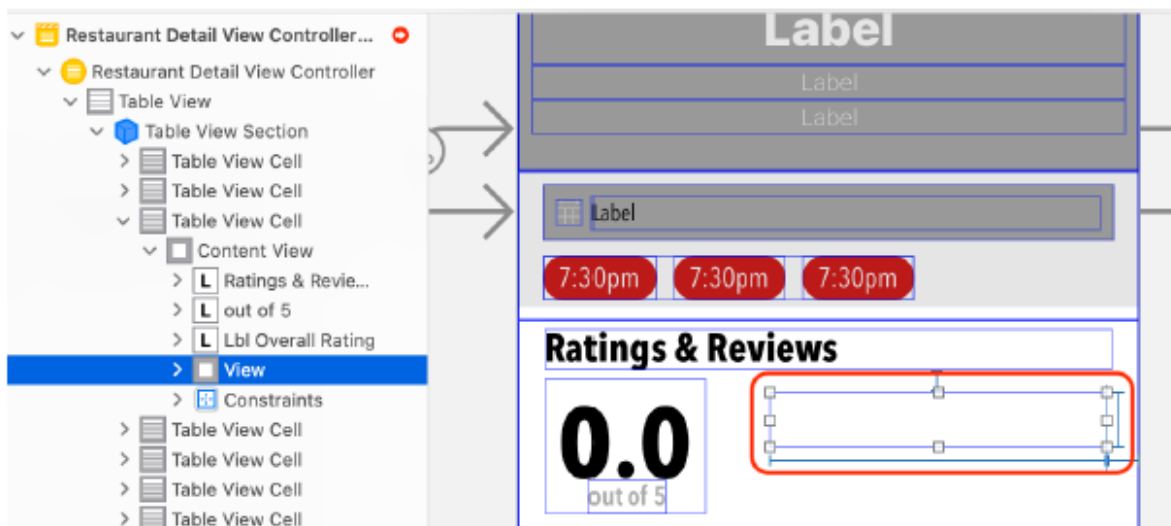 Restaurant Detail View Controller...
Restaurant Detail View Controller
Table View
Table View Section
Table View Cell
Table View Cell
Table View Cell
Content View
L Ratings & Revie...
L out of 5
L Lbl Overall Rating
View
Constraints
Table View Cell
Table View Cell
Table View Cell
Table View Cell
Label
Label
Label
Label
7:30pm 7:30pm 7:30pm
Ratings & Reviews
0.0
out of 5